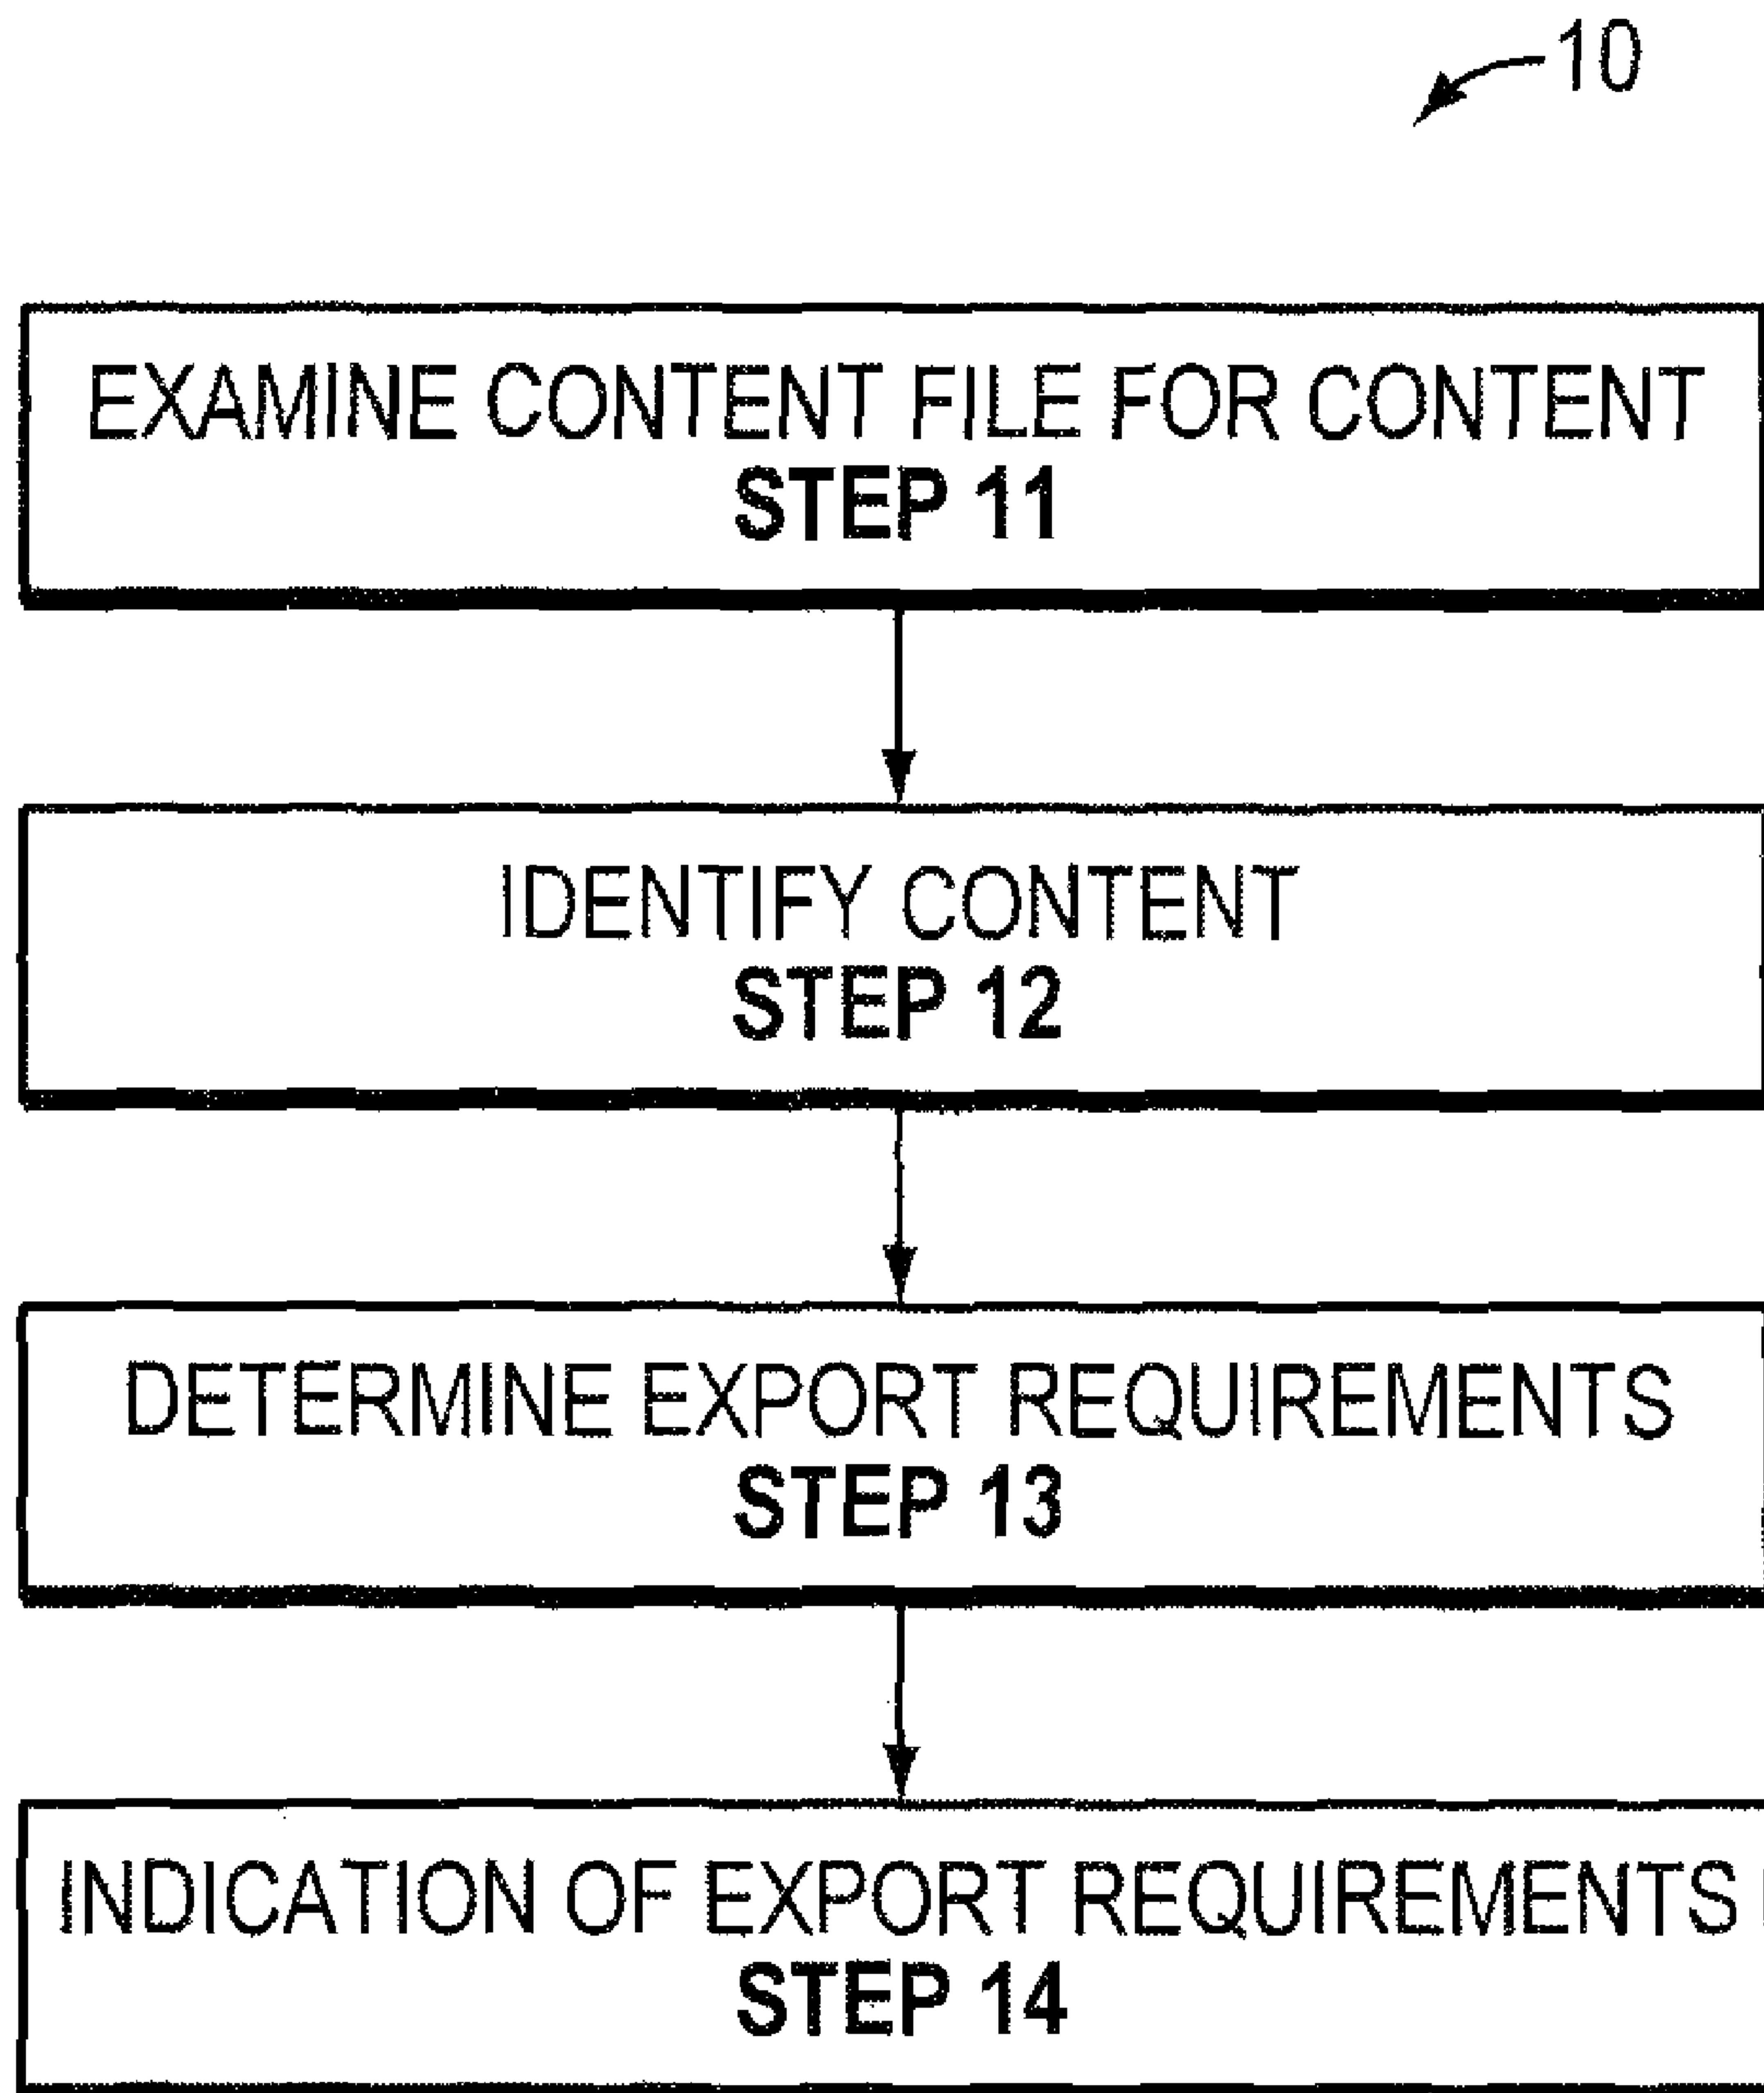 10
EXAMINE CONTENT FILE FOR CONTENT
STEP 11
IDENTIFY CONTENT
STEP 12
DETERMINE EXPORT REQUIREMENTS
STEP 13
INDICATION OF EXPORT REQUIREMENTS
STEP 14